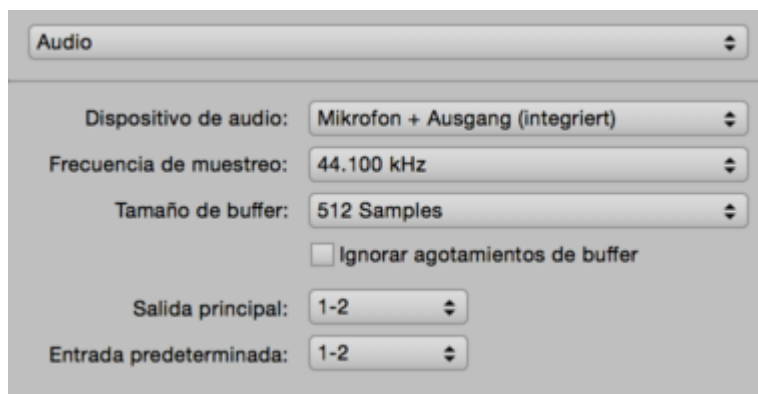 Audio
Dispositivo de audio: Mikrofon + Ausgang (integriert)
Frecuencia de muestreo: 44.100 kHz
Tamaño de buffer: 512 Samples
Ignorar agotamientos de buffer
Salida principal: 1-2
Entrada predeterminada: 1-2